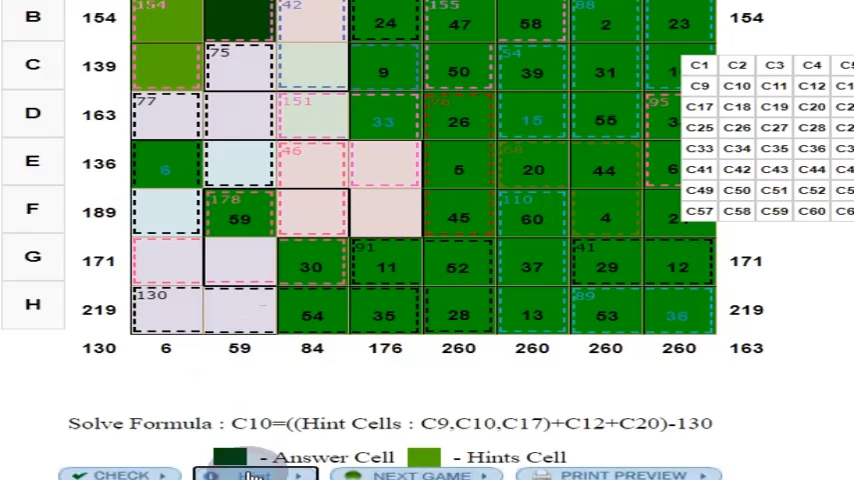 B 154 154 42 24 155 47 58 88 2 23 154
C 139 75 9 50 54 39 31
C1 C2 C3 C4
C9 C10 C11 C12
D 163 77 151 33 76 26 15 55 95
C17 C18 C19 C20
C25 C26 C27 C28
E 136 6 46 5 20 44
C33 C34 C35 C36
C41 C42 C43 C44
F 189 178 59 45 110 60 4
C49 C50 C51 C52
C57 C58 C59 C60
G 171 30 91 11 52 37 41 29 12 171
H 219 130 54 35 28 13 89 53 36 219
130 6 59 84 176 260 260 260 260 163
Solve Formula : C10=((Hint Cells : C9,C10,C17)+C12+C20)-130
- Answer Cell - Hints Cell
CHECK Hint NEXT GAME PRINT PREVIEW